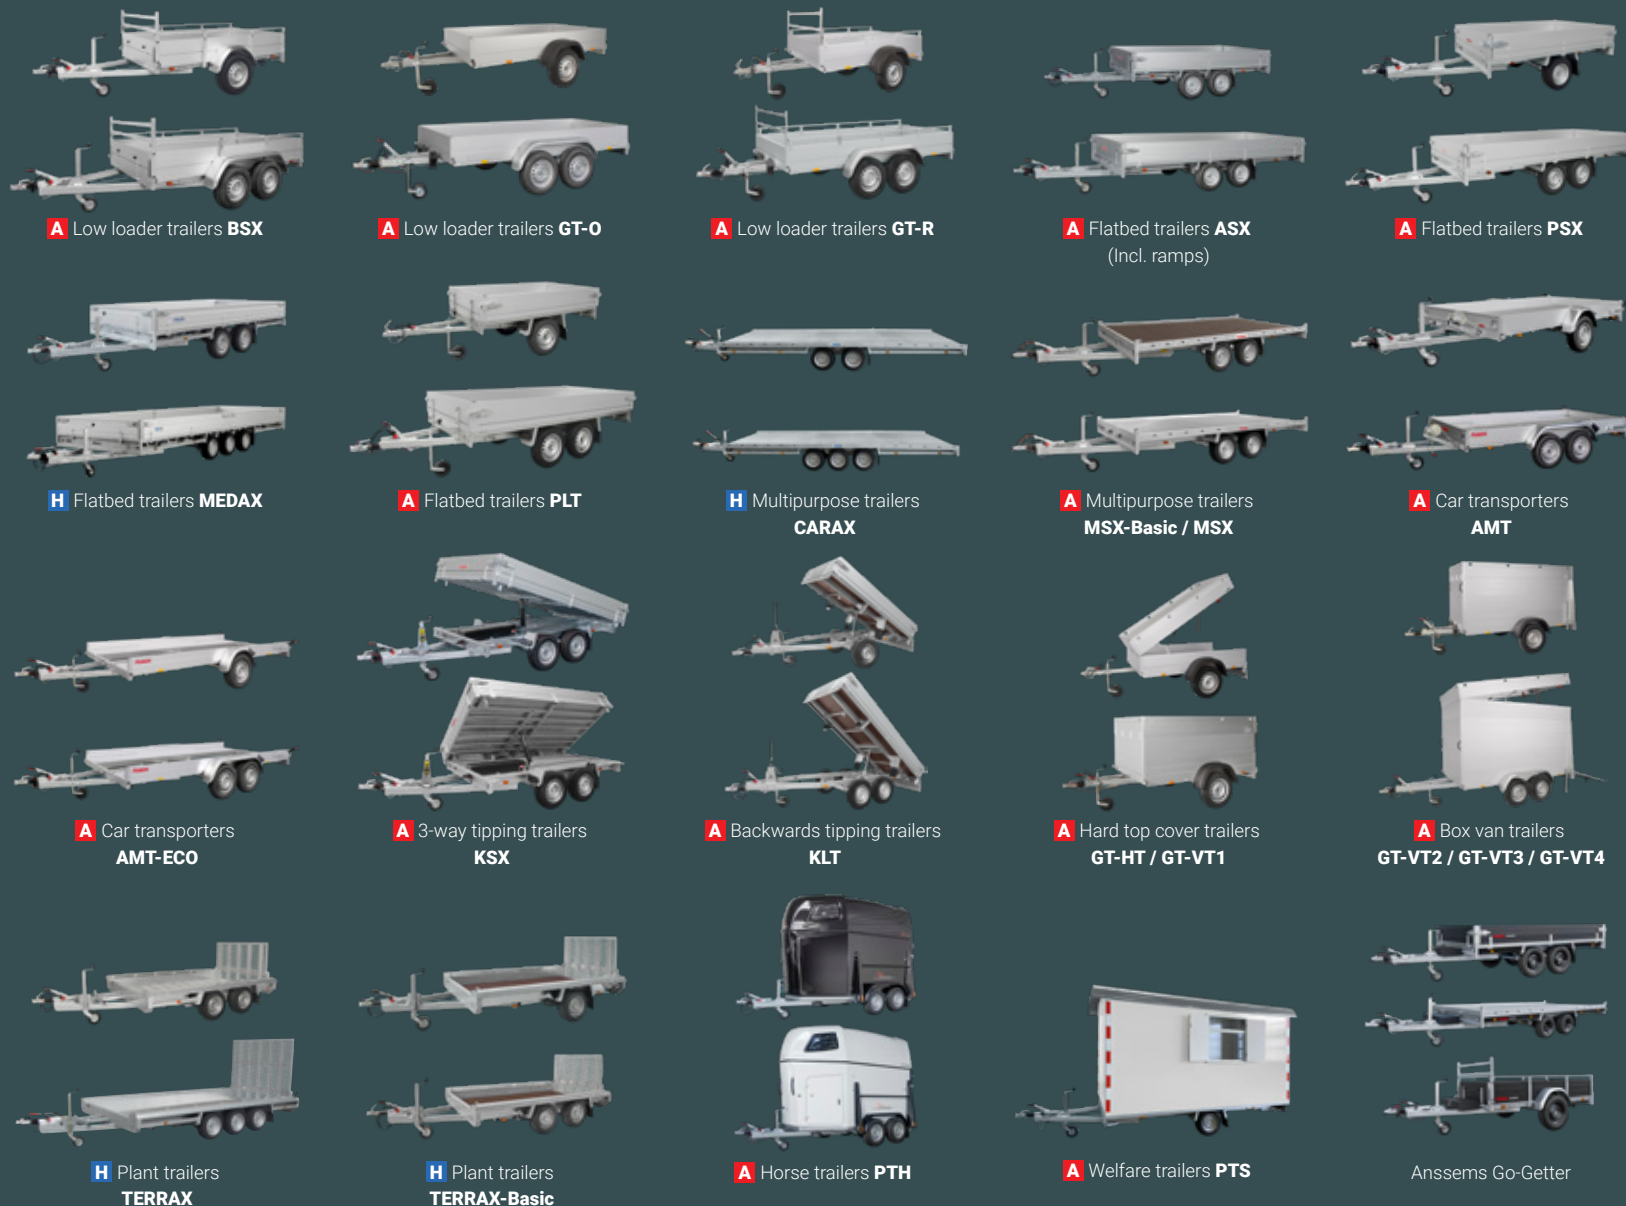 A Low loader trailers BSX
A Low loader trailers GT-O
A Low loader trailers GT-R
A Flatbed trailers ASX
(Incl. ramps)
A Flatbed trailers PSX
H Flatbed trailers MEDAX
A Flatbed trailers PLT
H Multipurpose trailers
CARAX
A Multipurpose trailers
MSX-Basic / MSX
A Car transporters
AMT
A Car transporters
AMT-ECO
A 3-way tipping trailers
KSX
A Backwards tipping trailers
KLT
A Hard top cover trailers
GT-HT / GT-VT1
A Box van trailers
GT-VT2 / GT-VT3 / GT-VT4
H Plant trailers
TERRAX
H Plant trailers
TERRAX-Basic
A Horse trailers PTH
A Welfare trailers PTS
Anssems Go-Getter